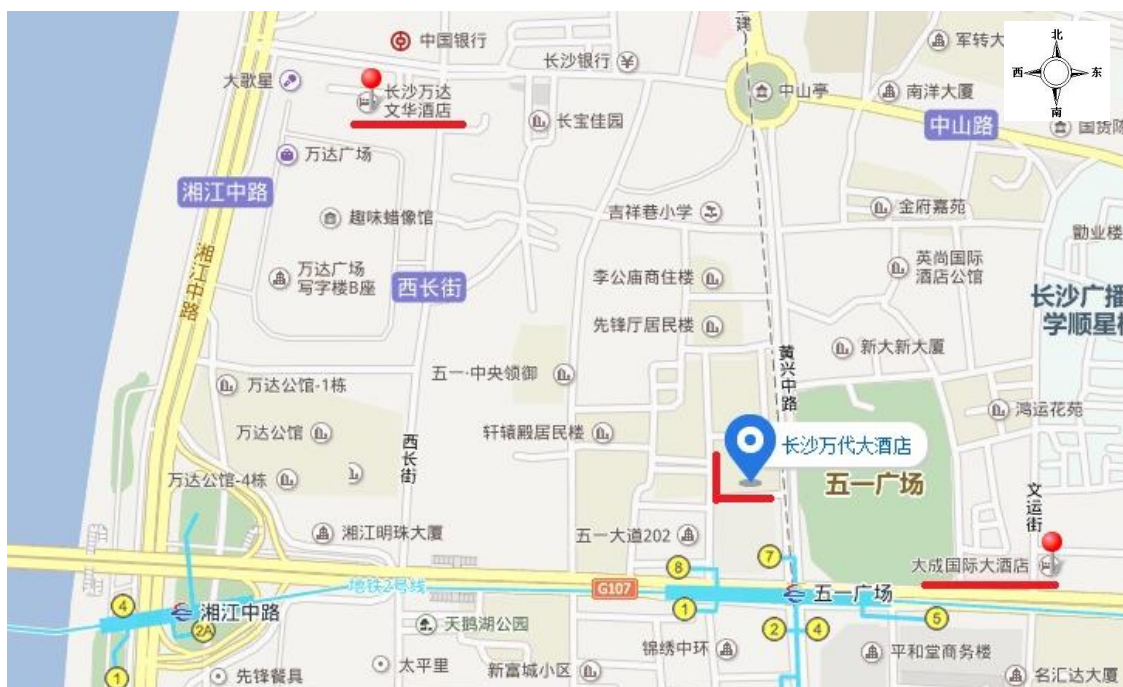 中国银行
长沙银行
建
军转大
北
西
东
南
大歌星
长沙万达
文华酒店
中山亭
南洋大厦
长宝佳园
中山路
国货陈
万达广场
湘江中路
吉祥巷小学
金府嘉苑
趣味蜡像馆
勸业楼
湘江中路
万达广场
写字楼B座
西长街
李公庙商住楼
英尚国际
酒店公馆
长沙广播
学顺星桥
先锋厅居民楼
黄兴中路
新大新大厦
五一·中央领御
万达公馆-1栋
鸿运花苑
万达公馆
西长街
轩辕殿居民楼
长沙万代大酒店
万达公馆-4栋
五一广场
文运街
湘江明珠大厦
五一大道202
7
大成国际大酒店
8
地铁2号线
G107
五一广场
4
湘江中路
1
5
2A
天鹅湖公园
2
4
锦绣中环
平和堂商务楼
1
先锋餐具
太平里
新富城小区
名汇达大厦